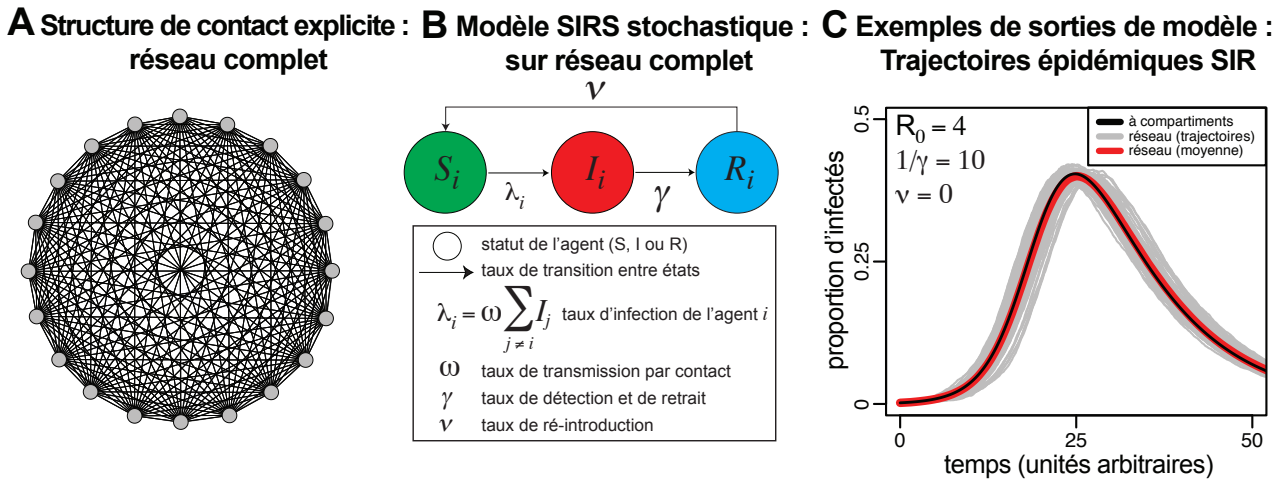 A Structure de contact explicite :
réseau complet
B Modèle SIRS stochastique :
sur réseau complet
ν
S_i
I_i
R_i
λ_i
γ
statut de l'agent (S, I ou R)
taux de transition entre états
λ_i = ω∑_{j ≠ i} I_j taux d'infection de l'agent i
ω taux de transmission par contact
γ taux de détection et de retrait
ν taux de ré-introduction
C Exemples de sorties de modèle :
Trajectoires épidémiques SIR
R_0 = 4
1/γ = 10
ν = 0
à compartiments
réseau (trajectoires)
réseau (moyenne)
proportion d'infectés
0.5
0.25
0
0 25 50
temps (unités arbitraires)